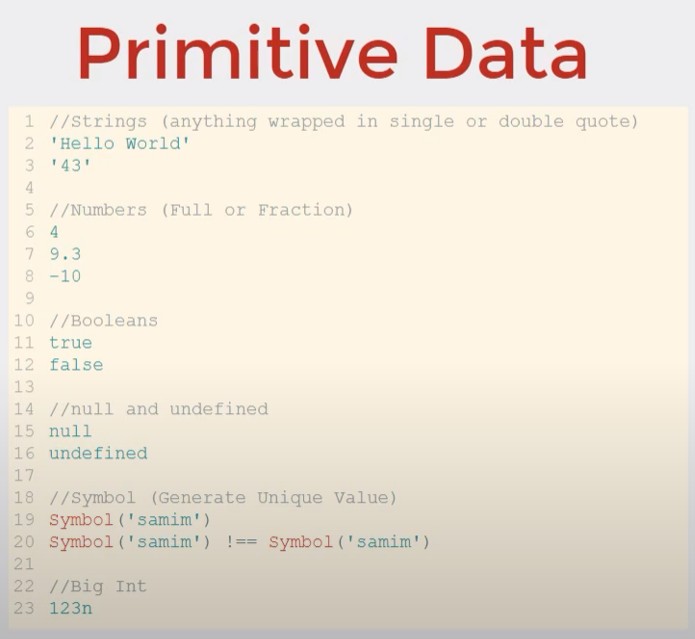 Primitive Data
1 //Strings (anything wrapped in single or double quote)
2 'Hello World'
3 '43'
4
5 //Numbers (Full or Fraction)
6 4
7 9.3
8 -10
9
10 //Booleans
11 true
12 false
13
14 //null and undefined
15 null
16 undefined
17
18 //Symbol (Generate Unique Value)
19 Symbol('samim')
20 Symbol('samim') !== Symbol('samim')
21
22 //Big Int
23 123n